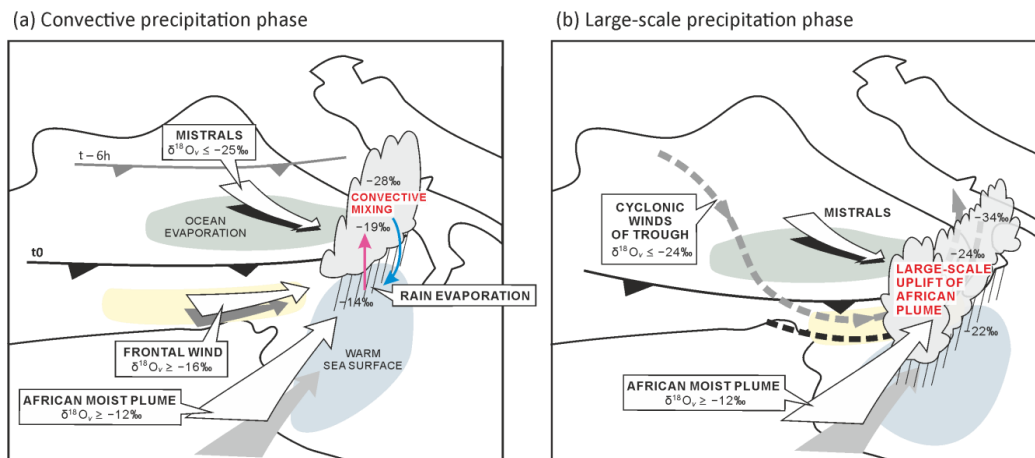 (a) Convective precipitation phase
MISTRALS
δ¹⁸Oᵥ ≤ −25‰
t – 6h
−28‰
CONVECTIVE
MIXING
OCEAN
EVAPORATION
−19‰
t0
−14‰
RAIN EVAPORATION
FRONTAL WIND
δ¹⁸Oᵥ ≥ −16‰
WARM
SEA SURFACE
AFRICAN MOIST PLUME
δ¹⁸Oᵥ ≥ −12‰
(b) Large-scale precipitation phase
CYCLONIC
WINDS
OF TROUGH
δ¹⁸Oᵥ ≤ −24‰
MISTRALS
−34‰
−24‰
LARGE-SCALE
UPLIFT OF
AFRICAN
PLUME
−22‰
AFRICAN MOIST PLUME
δ¹⁸Oᵥ ≥ −12‰